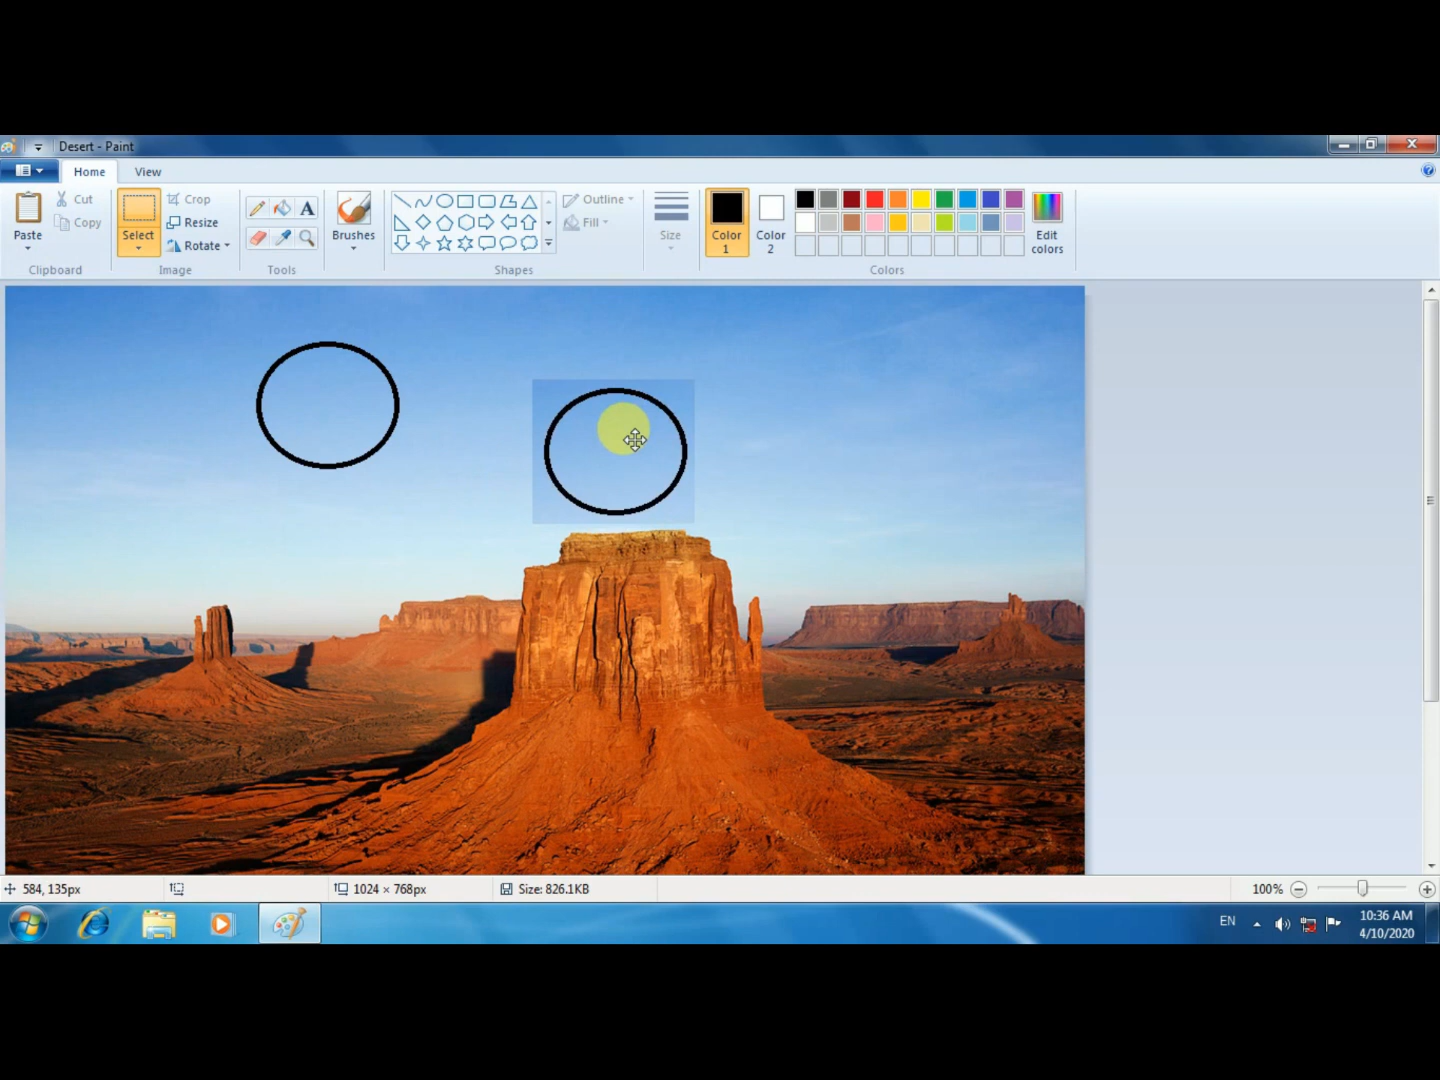 Desert - Paint
Home View
Paste
Cut
Copy
Clipboard
Select
Crop
Resize
Rotate
Image
A
Tools
Brushes
Shapes
Outline
Fill
Size
Color 1
Color 2
Colors
Edit colors
584, 135px
1024 × 768px
Size: 826.1KB
100%
EN
10:36 AM
4/10/2020